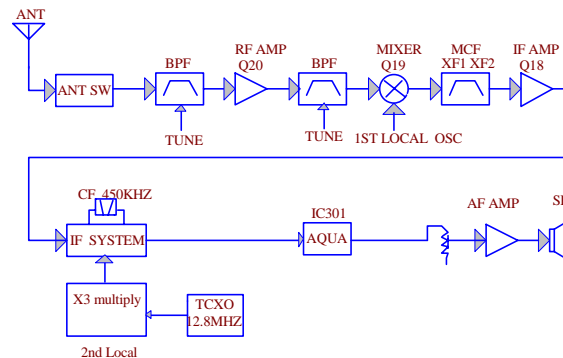 ANT
ANT SW
BPF
TUNE
RF AMP
Q20
BPF
TUNE
MIXER
Q19
1ST LOCAL OSC
MCF
XF1 XF2
IF AMP
Q18
CF 450KHZ
IF SYSTEM
X3 multiply
2nd Local
TCXO
12.8MHZ
IC301
AQUA
AF AMP